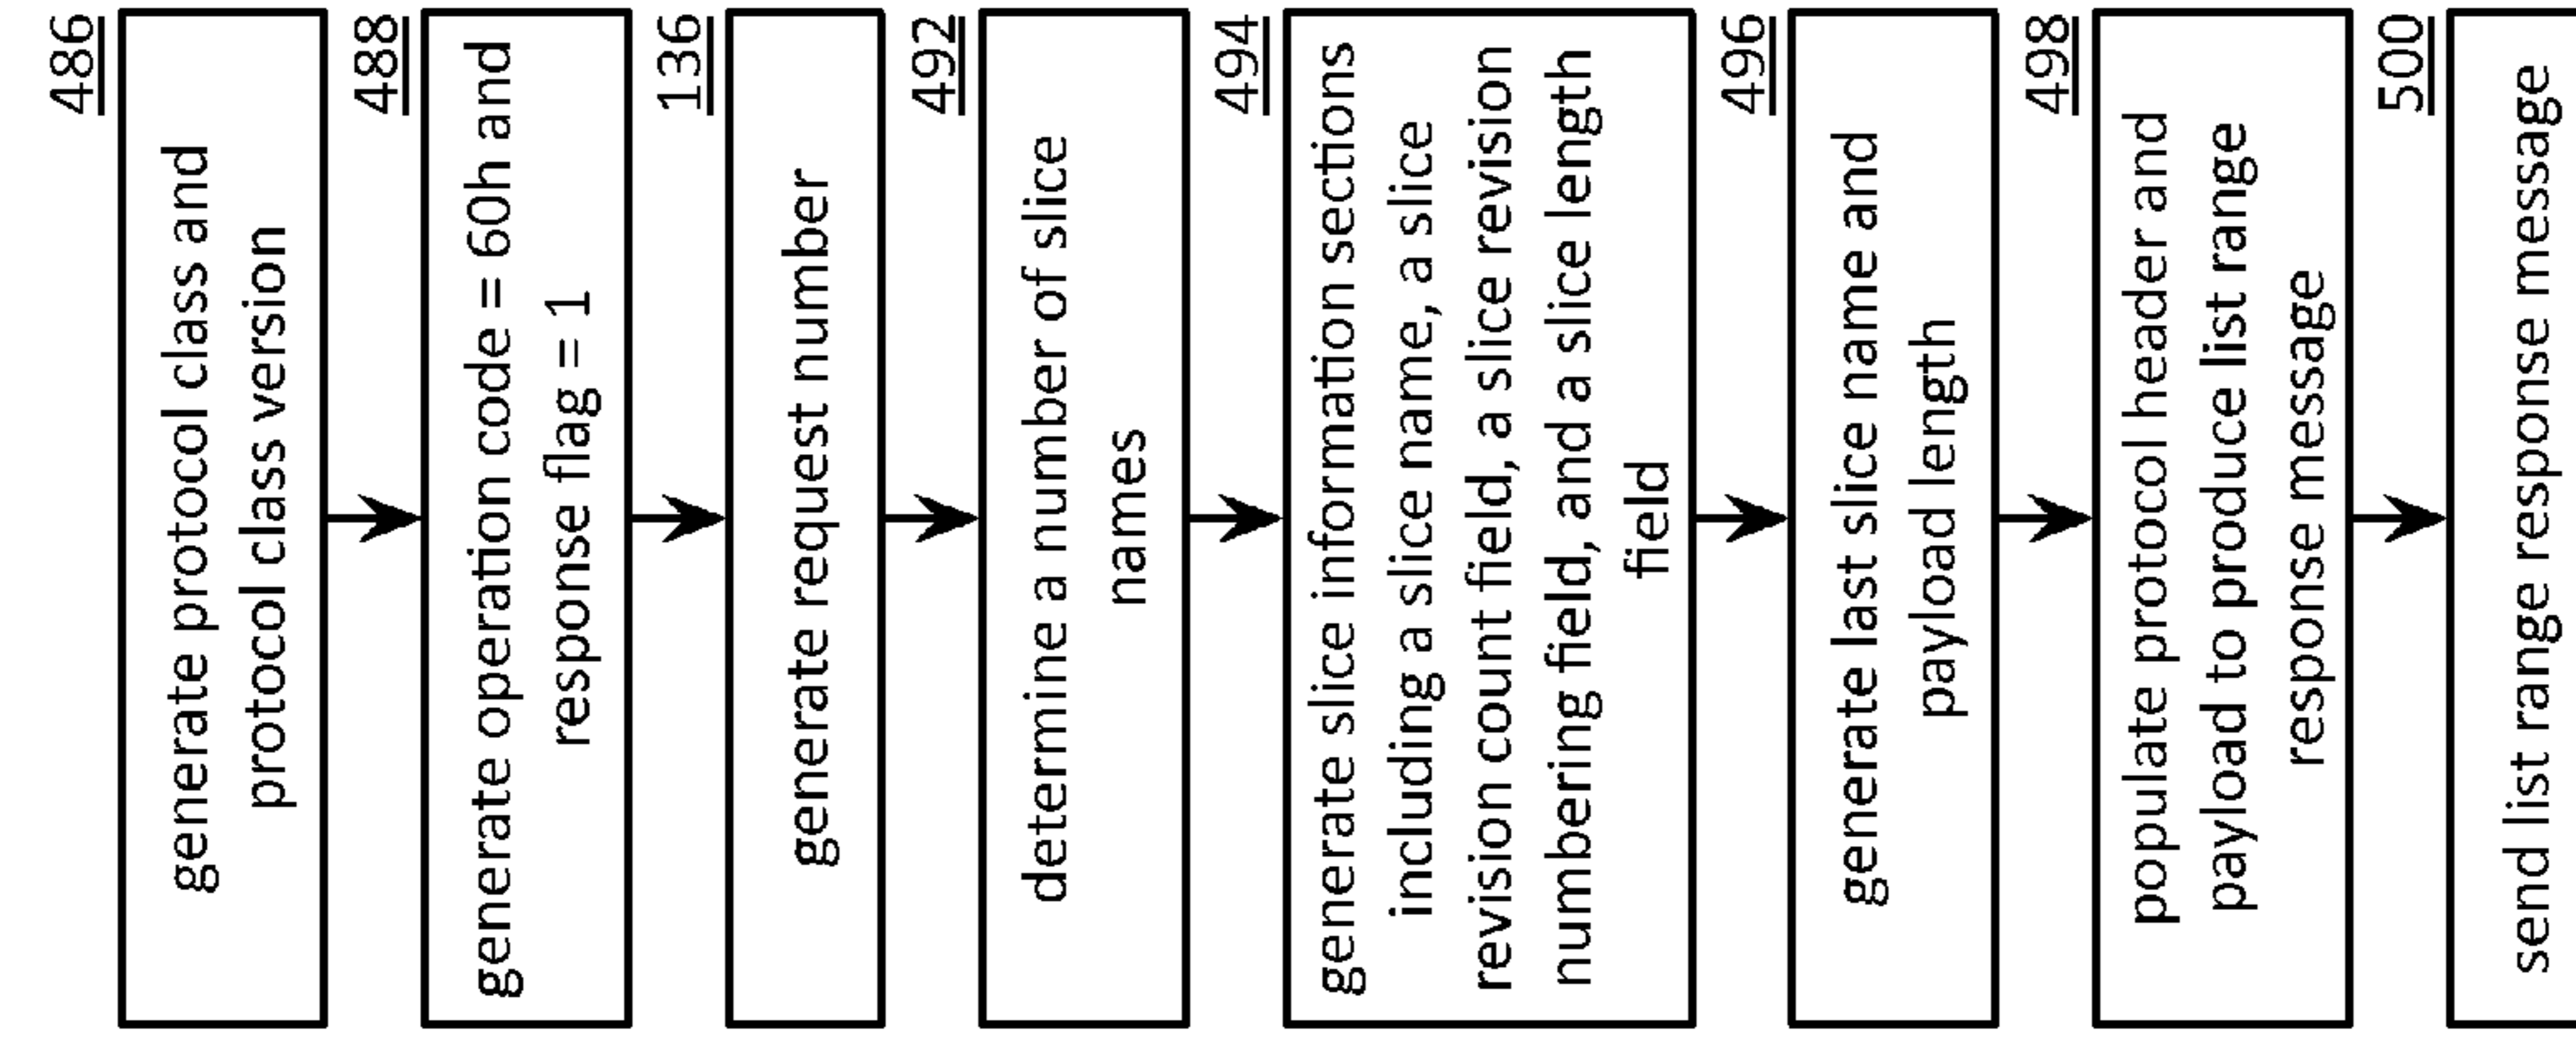 486
generate protocol class and
protocol class version
488
generate operation code = 60h and
response flag = 1
136
generate request number
492
determine a number of slice
names
494
generate slice information sections
including a slice name, a slice
revision count field, a slice revision
numbering field, and a slice length
field
496
generate last slice name and
payload length
498
populate protocol header and
payload to produce list range
response message
500
send list range response message